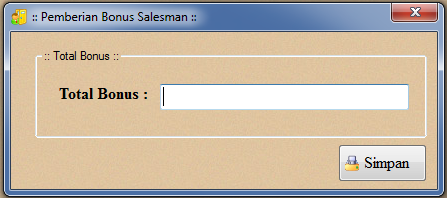 :: Pemberian Bonus Salesman ::
:: Total Bonus ::
Total Bonus :
Simpan